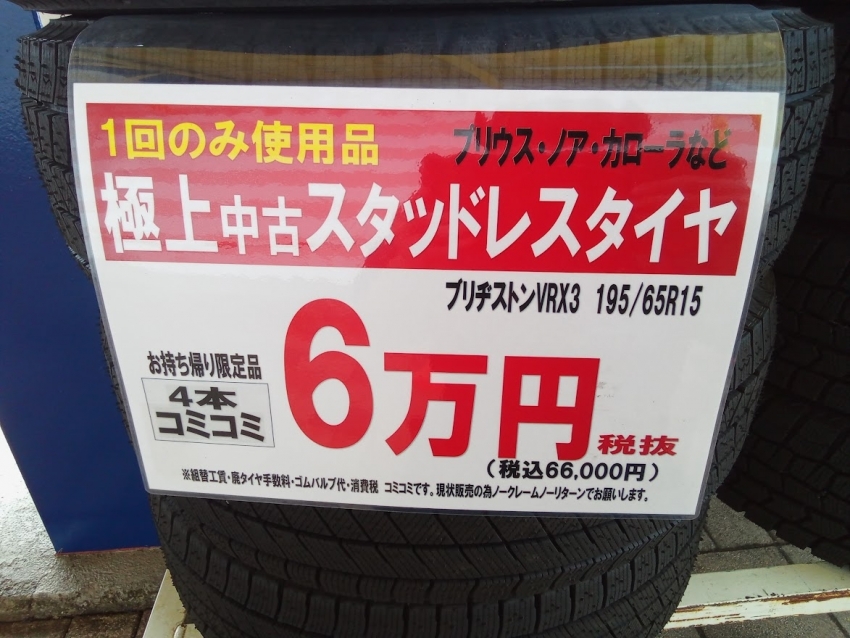 1回のみ使用品 プリウス・ノア・カローラなど
極上中古スタッドレスタイヤ
ブリヂストンVRX3 195/65R15
お持ち帰り限定品
4本
コミコミ
6万円税抜
(税込66,000円)
※組替工賃・廃タイヤ手数料・ゴムバルブ代・消費税 コミコミです。現状販売の為ノークレームノーリターンでお願いします。